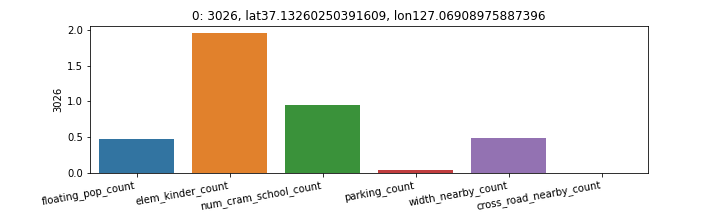 0: 3026, lat37.13260250391609, lon127.06908975887396
2.0
1.5
1.0
0.5
0.0
3026
floating_pop_count
elem_kinder_count
num_cram_school_count
parking_count
width_nearby_count
cross_road_nearby_count